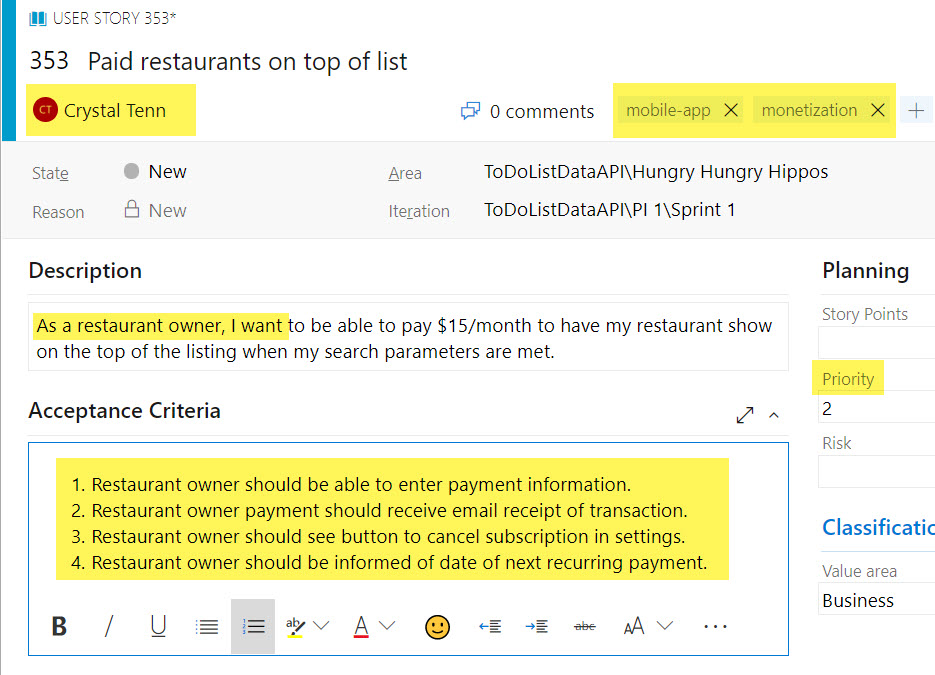 USER STORY 353*
353 Paid restaurants on top of list
CT Crystal Tenn
0 comments
mobile-app
monetization
State New
Area ToDoListDataAPI\Hungry Hungry Hippos
Reason New
Iteration ToDoListDataAPI\PI 1\Sprint 1
Description
As a restaurant owner, I want to be able to pay $15/month to have my restaurant show
on the top of the listing when my search parameters are met.
Acceptance Criteria
1. Restaurant owner should be able to enter payment information.
2. Restaurant owner payment should receive email receipt of transaction.
3. Restaurant owner should see button to cancel subscription in settings.
4. Restaurant owner should be informed of date of next recurring payment.
B I U ab A abc AA ...
Planning
Story Points
Priority
2
Risk
Classificatio
Value area
Business